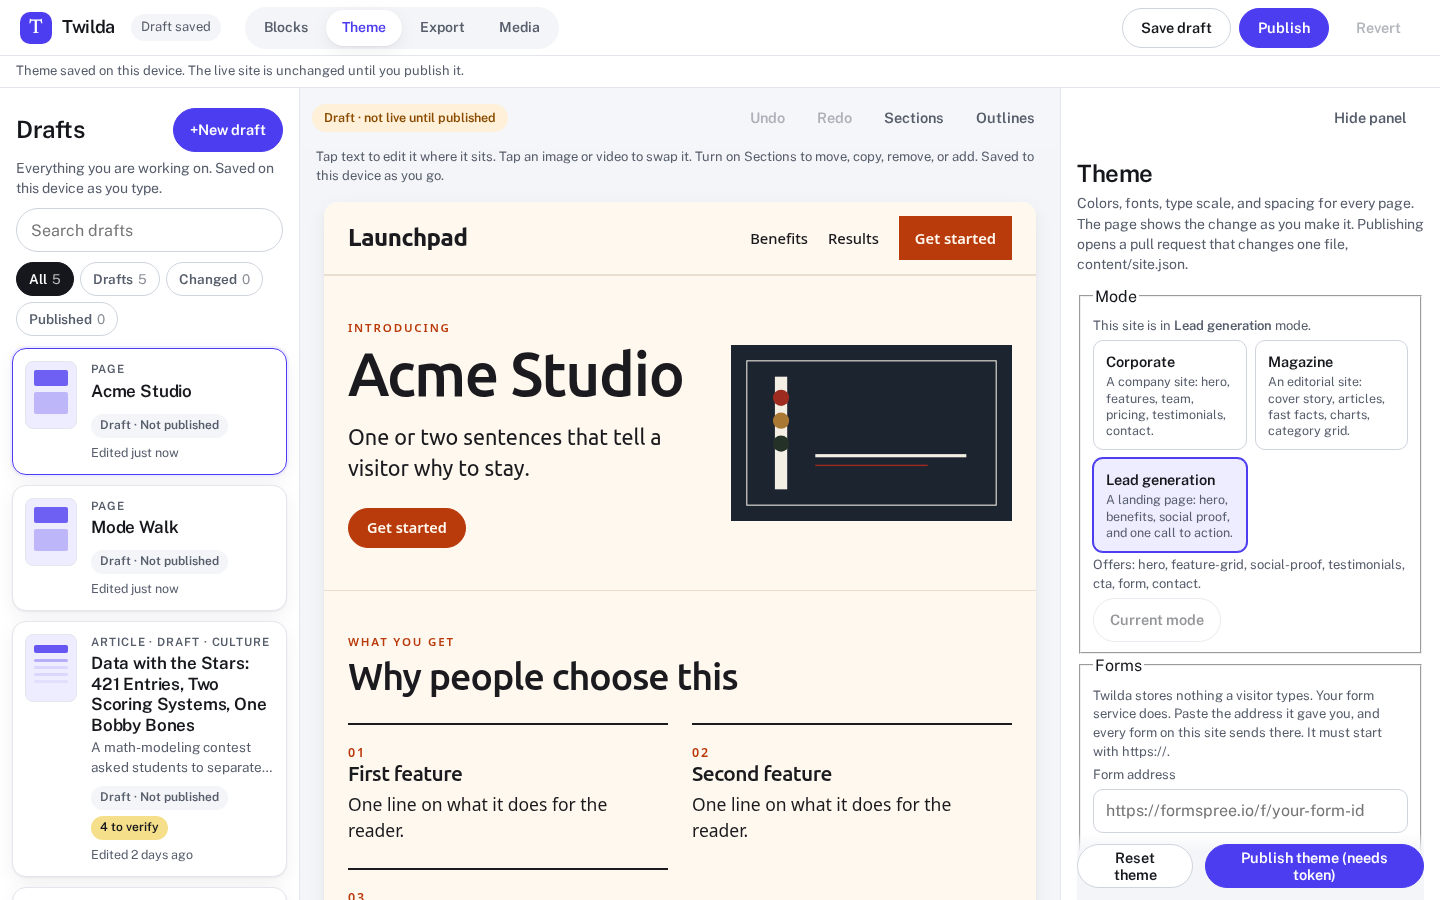 T Twilda Draft saved Blocks Theme Export Media Save draft Publish Revert
Theme saved on this device. The live site is unchanged until you publish it.
Drafts
+New draft
Everything you are working on. Saved on
this device as you type.
Search drafts
All 5 Drafts 5 Changed 0
Published 0
PAGE
Acme Studio
Draft · Not published
Edited just now
PAGE
Mode Walk
Draft · Not published
Edited just now
ARTICLE · DRAFT · CULTURE
Data with the Stars:
421 Entries, Two
Scoring Systems, One
Bobby Bones
A math-modeling contest
asked students to separate...
Draft · Not published
4 to verify
Edited 2 days ago
Draft · not live until published
Undo Redo Sections Outlines
Tap text to edit it where it sits. Tap an image or video to swap it. Turn on Sections to move, copy, remove, or add. Saved to
this device as you go.
Launchpad
Benefits Results Get started
INTRODUCING
Acme Studio
One or two sentences that tell a
visitor why to stay.
Get started
WHAT YOU GET
Why people choose this
01
First feature
One line on what it does for the
reader.
02
Second feature
One line on what it does for the
reader.
03
Hide panel
Theme
Colors, fonts, type scale, and spacing for every page.
The page shows the change as you make it. Publishing
opens a pull request that changes one file,
content/site.json.
Mode
This site is in Lead generation mode.
Corporate
A company site: hero,
features, team,
pricing, testimonials,
contact.
Magazine
An editorial site:
cover story, articles,
fast facts, charts,
category grid.
Lead generation
A landing page: hero,
benefits, social proof,
and one call to action.
Offers: hero, feature-grid, social-proof, testimonials,
cta, form, contact.
Current mode
Forms
Twilda stores nothing a visitor types. Your form
service does. Paste the address it gave you, and
every form on this site sends there. It must start
with https://.
Form address
https://formspree.io/f/your-form-id
Reset
theme
Publish theme (needs
token)